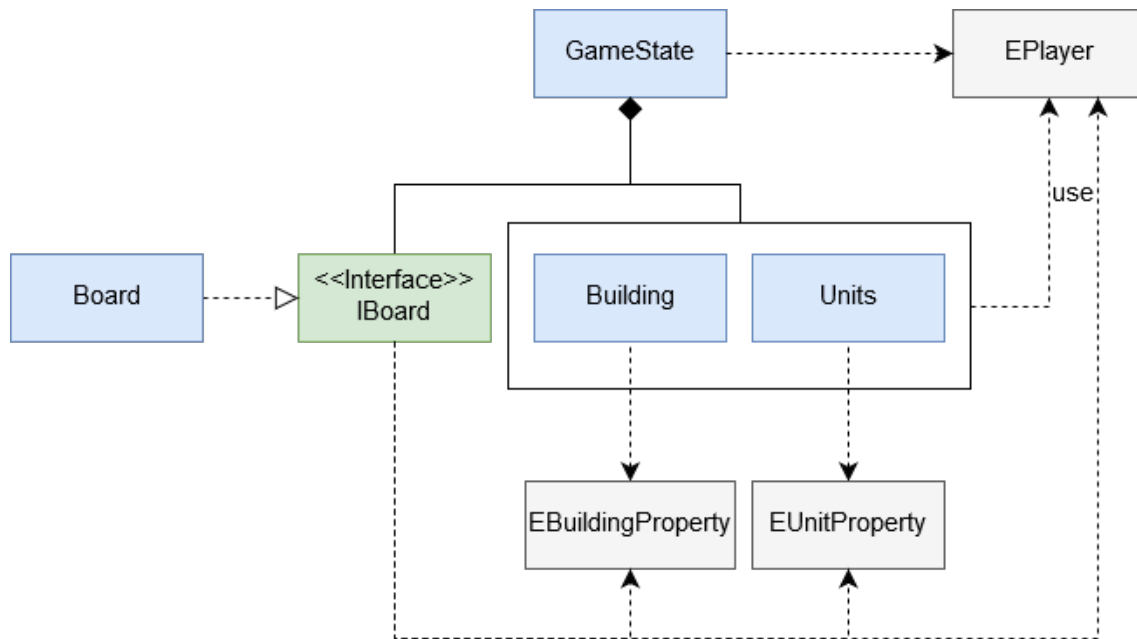 GameState
EPlayer
use
Board
<<Interface>>
IBoard
Building
Units
EBuildingProperty
EUnitProperty